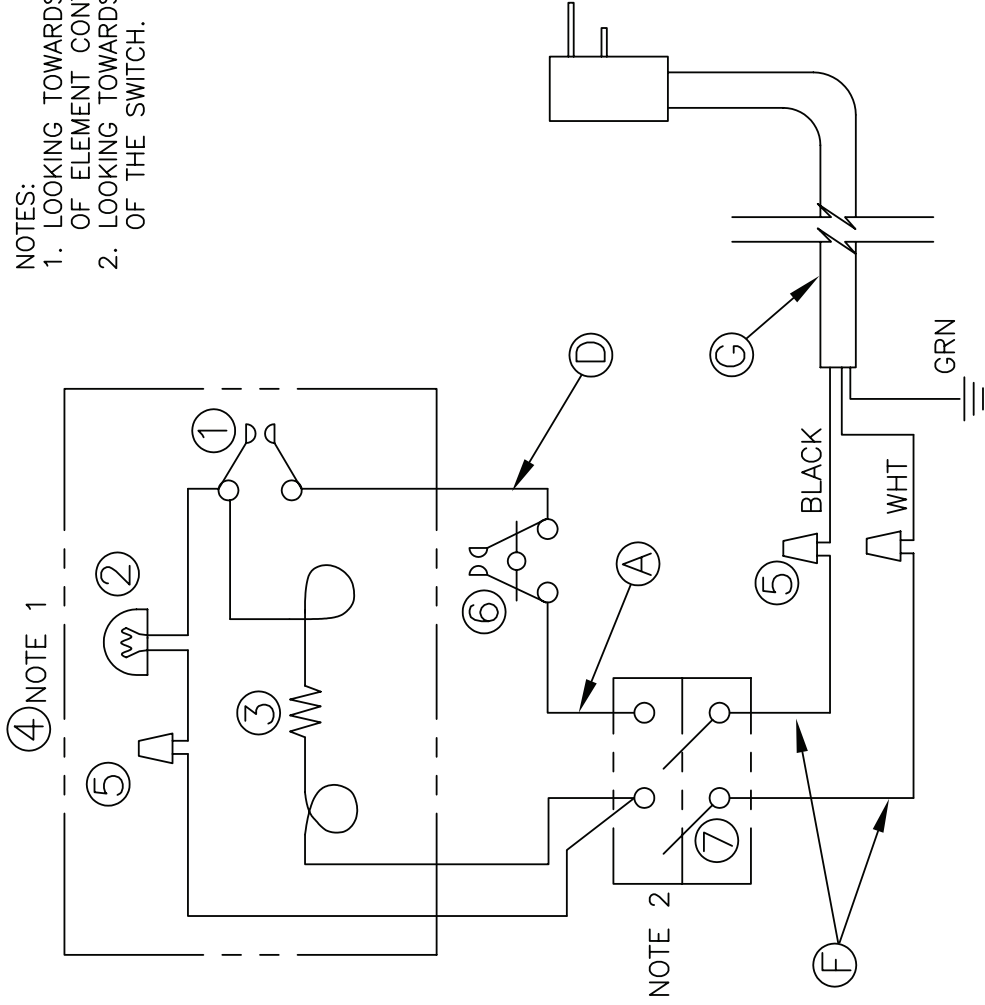 NOTES:
1. LOOKING TOWARDS
OF ELEMENT
2. LOOKING TOWARDS
OF THE SWITCH.
4 NOTE 1
5
2
1
3
6
D
A
G
NOTE 2
7
5
BLACK
WHT
GRN
F